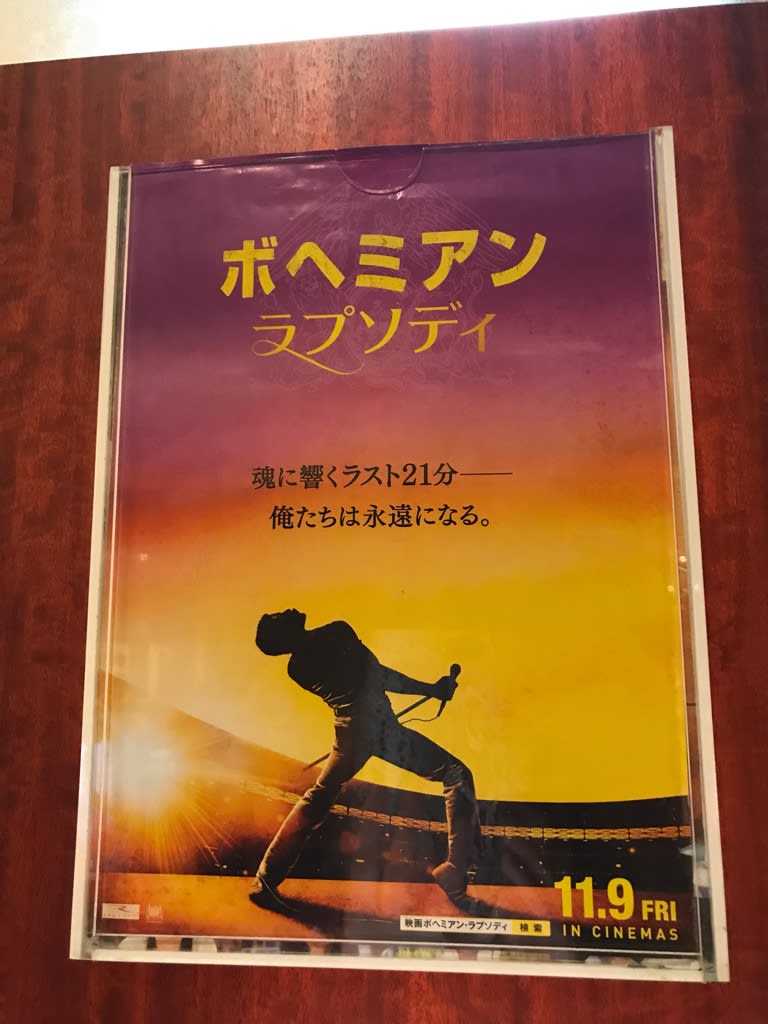 ボヘミアン
ラプソディ
魂に響くラスト21分──
俺たちは永遠になる。
映画ボヘミアン・ラプソディ 検索
11.9 FRI
IN CINEMAS